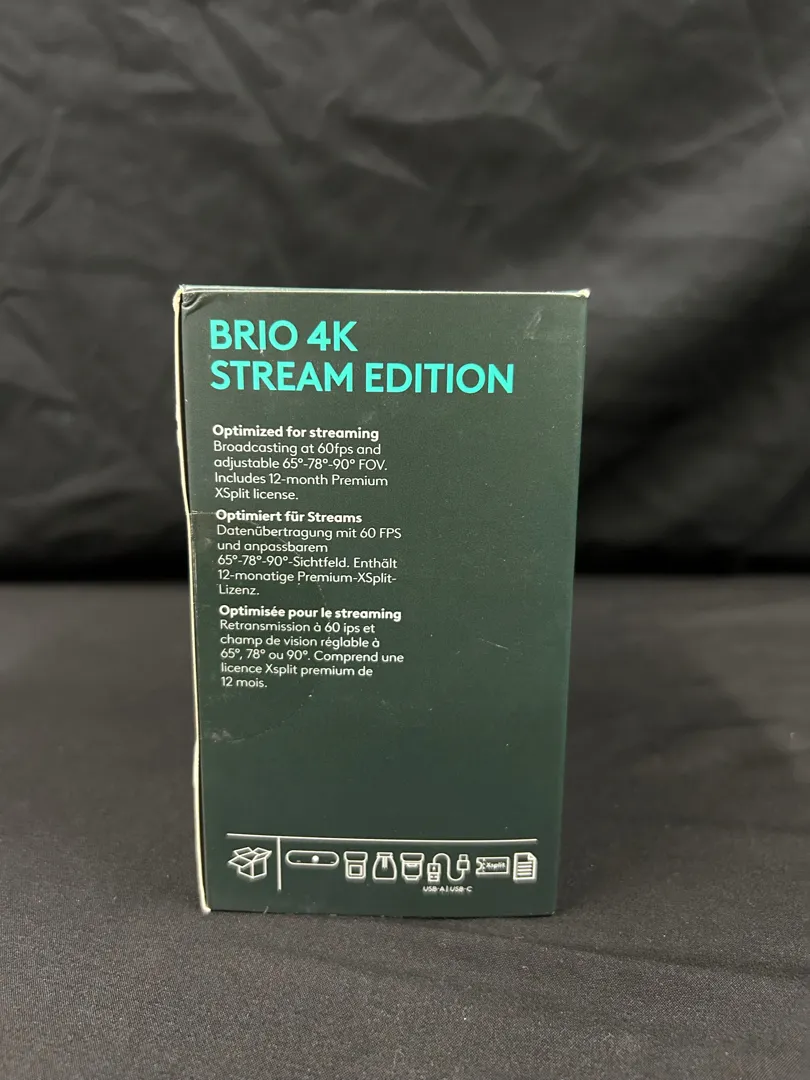 BRIO 4K
STREAM EDITION
Optimized for streaming
Broadcasting at 60fps and
adjustable 65°-78°-90° FOV.
Includes 12-month Premium
XSplit license.
Optimiert für Streams
Datenübertragung mit 60 FPS
und anpassbarem
65°-78°-90°-Sichtfeld. Enthält
12-monatige Premium-XSplit-
Lizenz.
Optimisée pour le streaming
Retransmission à 60 ips et
champ de vision réglable à
65°, 78° ou 90°. Comprend une
licence Xsplit premium de
12 mois.
Xsplit
USB-A | USB-C